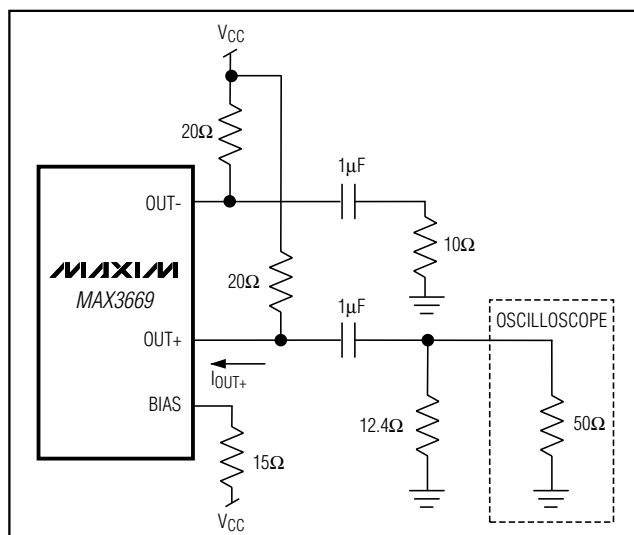 VCC
20Ω
1µF
OUT-
10Ω
MAXIM
MAX3669
20Ω
1µF
OSCILLOSCOPE
OUT+
IOUT+
BIAS
12.4Ω
50Ω
15Ω
VCC